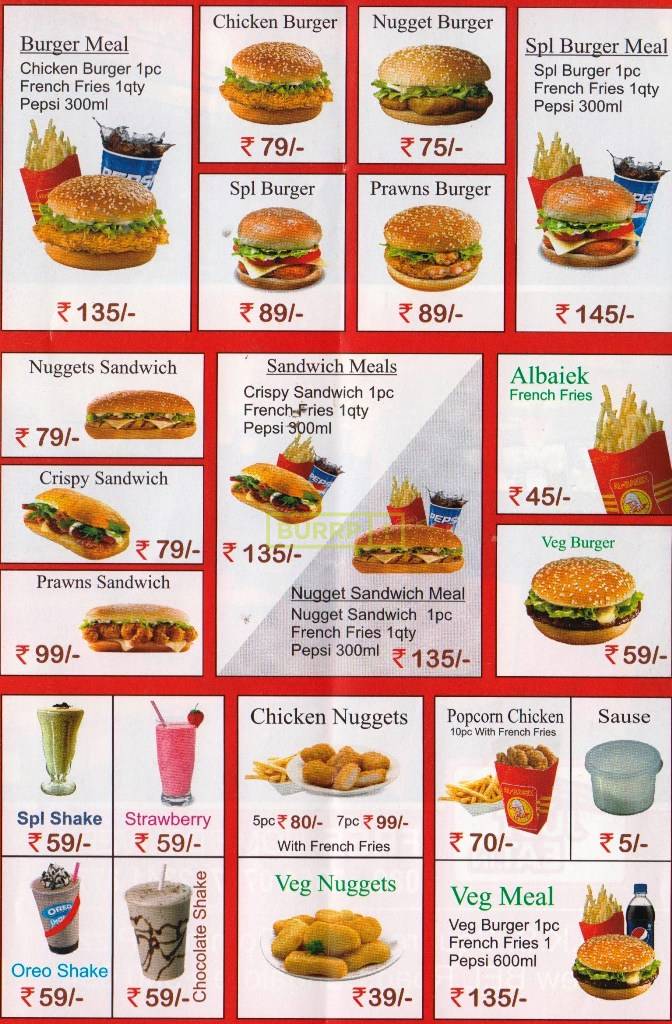 Burger Meal
Chicken Burger 1pc
French Fries 1qty
Pepsi 300ml
PEPSI
₹ 135/-
Chicken Burger
₹ 79/-
Nugget Burger
₹ 75/-
Spl Burger
₹ 89/-
Prawns Burger
₹ 89/-
Spl Burger Meal
Spl Burger 1pc
French Fries 1qty
Pepsi 300ml
₹ 145/-
Nuggets Sandwich
₹ 79/-
Crispy Sandwich
₹ 79/-
Prawns Sandwich
₹ 99/-
Sandwich Meals
Crispy Sandwich 1pc
French Fries 1qty
Pepsi 300ml
PEPSI
₹ 135/-
BURRP
PEPSI
Nugget Sandwich Meal
Nugget Sandwich 1pc
French Fries 1qty
Pepsi 300ml
₹ 135/-
Albaiek
French Fries
₹ 45/-
Veg Burger
₹ 59/-
Spl Shake
₹ 59/-
Strawberry
₹ 59/-
OREO
Oreo Shake
₹ 59/-
Chocolate Shake
₹ 59/-
Chicken Nuggets
5pc ₹ 80/- 7pc ₹ 99/-
With French Fries
Veg Nuggets
₹39/-
Popcorn Chicken
10pc With French Fries
₹ 70/-
Sause
₹ 5/-
Veg Meal
Veg Burger 1pc
French Fries 1
Pepsi 600ml
₹ 135/-